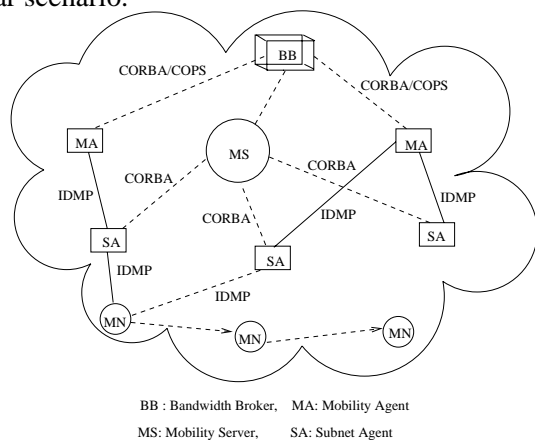 ur scenario.
BB
CORBA/COPS
CORBA/COPS
MA
MS
MA
CORBA
CORBA
IDMP
CORBA
IDMP
IDMP
SA
SA
SA
IDMP
IDMP
MN
MN
MN
BB : Bandwidth Broker, MA: Mobility Agent
MS: Mobility Server, SA: Subnet Agent